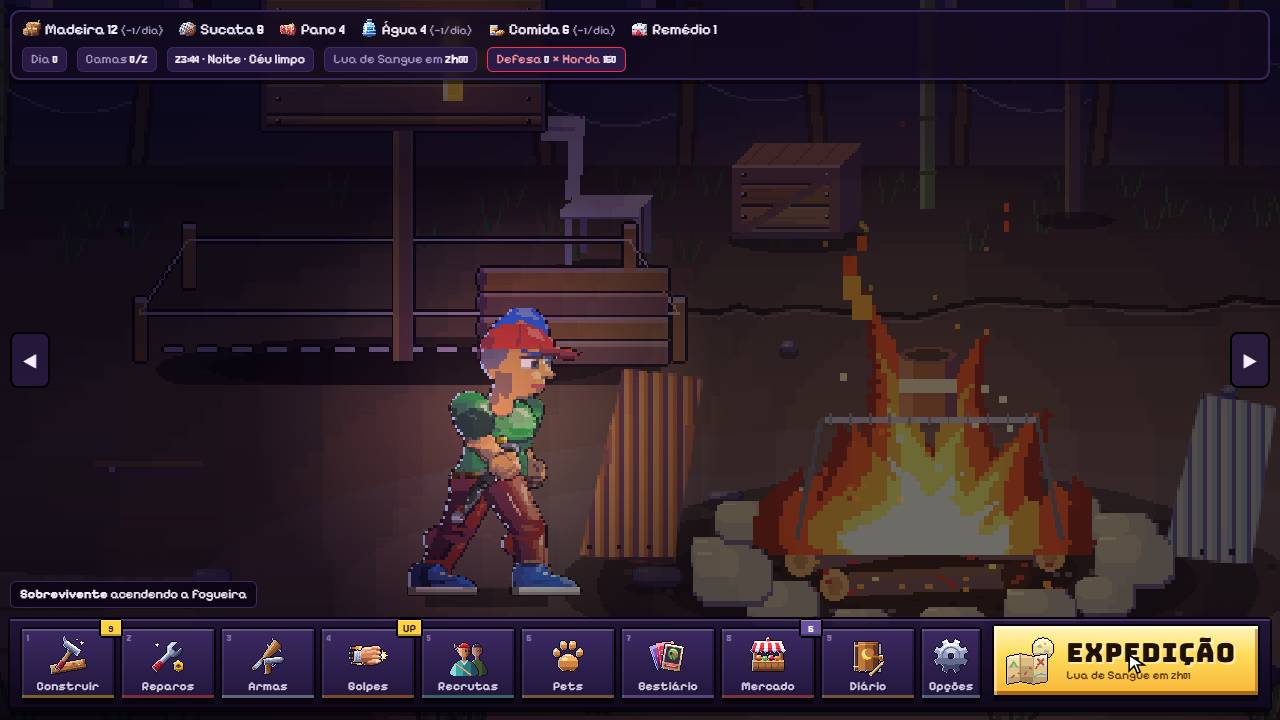 Madeira 12 (-1/dia) Sucata 8 Pano 4 Água 4 (-1/dia) Comida 6 (-1/dia) Remédio 1
Dia 0 Camas 0/2 23:44 · Noite · Céu limpo Lua de Sangue em 2h00 Defesa 0 × Horda 160
Sobrevivente acendendo a fogueira
9 UP 6
1 2 3 4 5 6 7 8 9
Construir Reparos Armas Golpes Recrutas Pets Bestiário Mercado Diário Opções
EXPEDIÇÃO
Lua de Sangue em 2h01